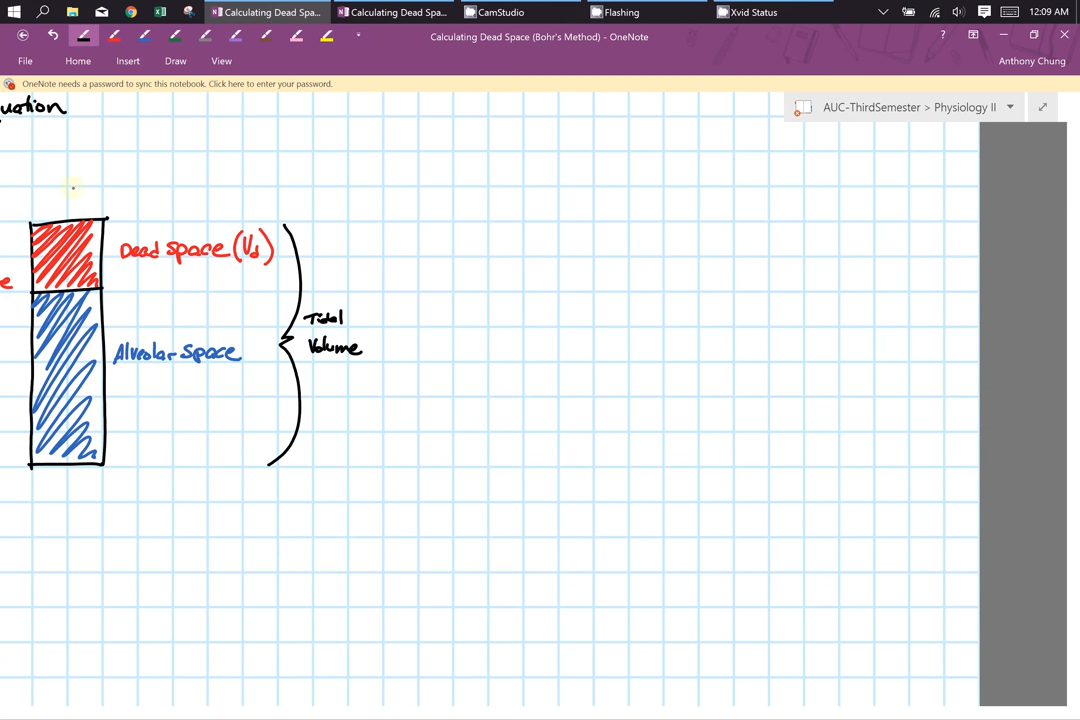 Calculating Dead Spa...
Calculating Dead Spa...
CamStudio
Flashing
Xvid Status
12:09 AM
Calculating Dead Space (Bohr's Method) - OneNote
?
File
Home
Insert
Draw
View
Anthony Chung
OneNote needs a password to sync this notebook. Click here to enter your password.
uation
AUC-ThirdSemester > Physiology II
Dead space (Vd)
e
Tidal
Volume
Alveolar space